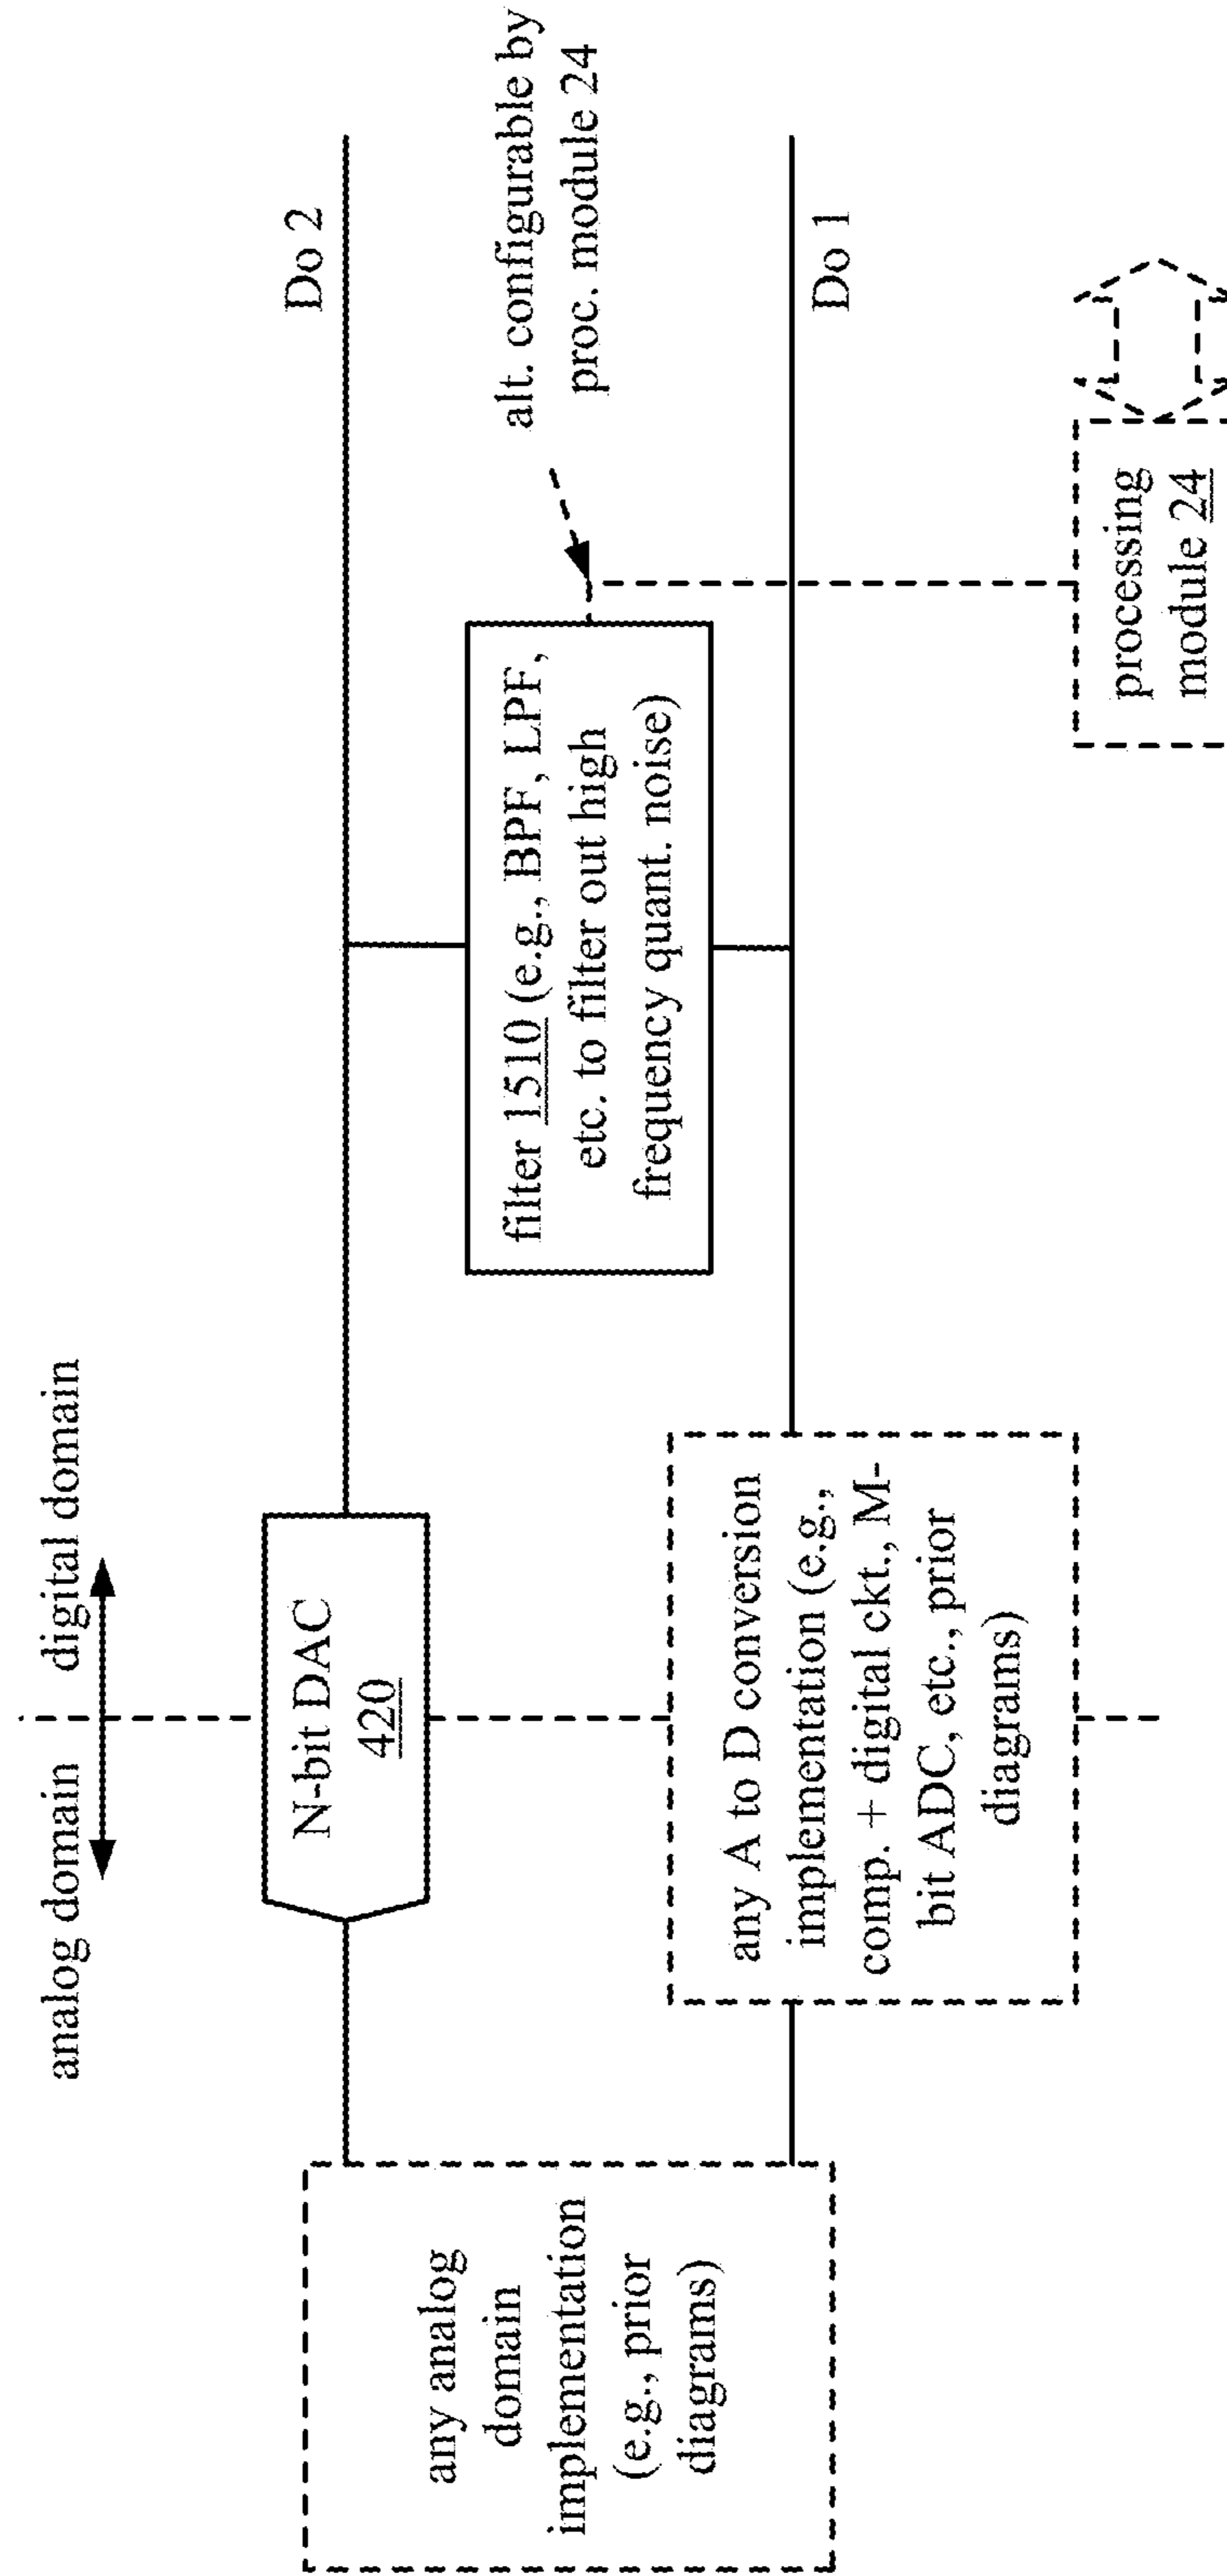 analog domain
digital domain
N-bit DAC
420
Do 2
any analog
domain
implementation
(e.g., prior
diagrams)
filter 1510 (e.g., BPF, LPF,
etc. to filter out high
frequency quant. noise)
alt. configurable by
proc. module 24
any A to D conversion
implementation (e.g.,
comp. + digital ckt., M-
bit ADC, etc., prior
diagrams)
Do 1
processing
module 24